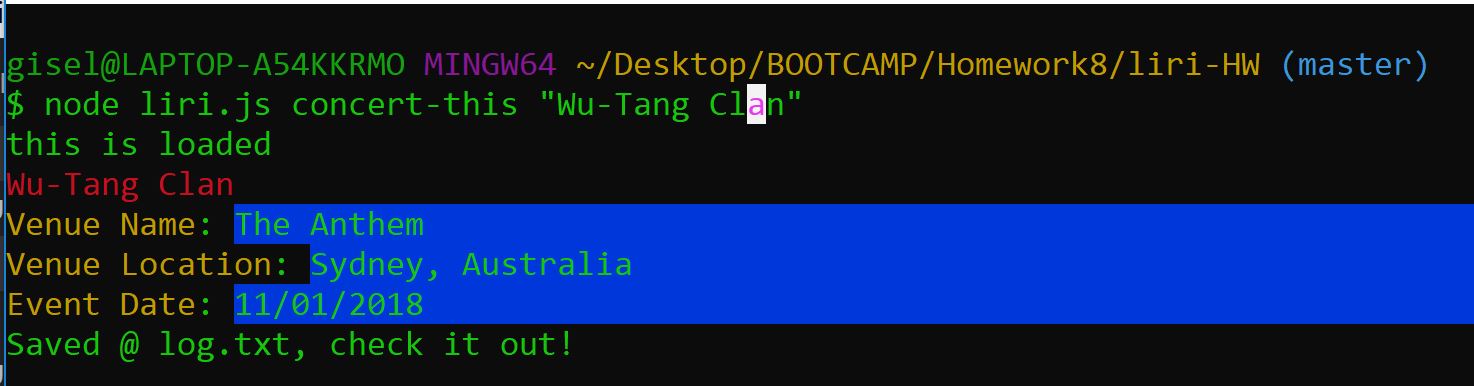 gisel@LAPTOP-A54KKRMO MINGW64 ~/Desktop/BOOTCAMP/Homework8/liri-HW (master)
$ node liri.js concert-this "Wu-Tang Clan"
this is loaded
Wu-Tang Clan
Venue Name: The Anthem
Venue Location: Sydney, Australia
Event Date: 11/01/2018
Saved @ log.txt, check it out!